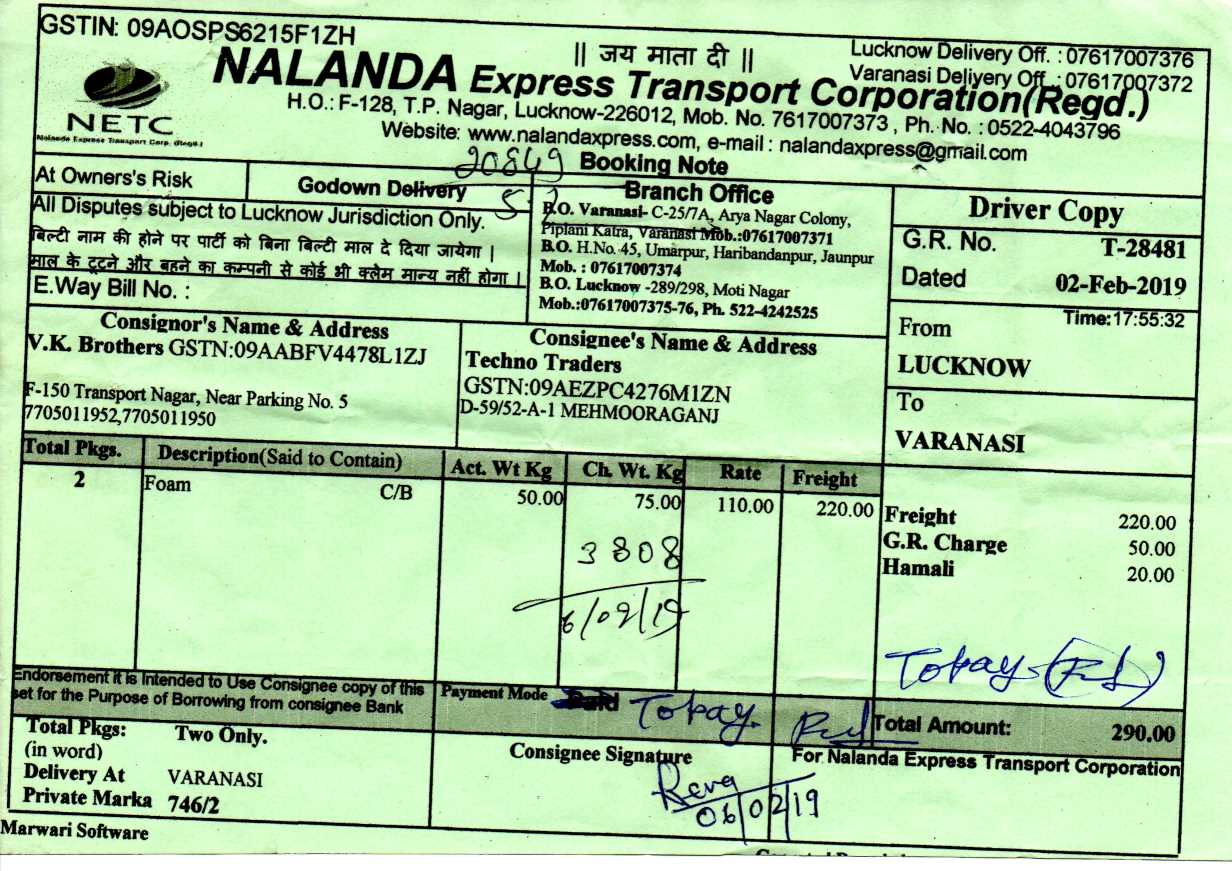 GSTIN: 09AOSPS6215F1ZH
|| जय माता दी ||
Lucknow Delivery Off. : 07617007376
Varanasi Delivery Off. : 07617007372
NALANDA Express Transport Corporation(Regd.)
NETC
Nalanda Express Transport Corp. (Regd.)
H.O.: F-128, T.P. Nagar, Lucknow-226012, Mob. No. 7617007373 , Ph. No. : 0522-4043796
Website: www.nalandaxpress.com, e-mail : nalandaxpress@gmail.com
20849 Booking Note
At Owners's Risk
Godown Delivery
All Disputes subject to Lucknow Jurisdiction Only.
बिल्टी नाम की होने पर पार्टी को बिना बिल्टी माल दे दिया जायेगा |
माल के टूटने और बहने का कम्पनी से कोई भी क्लेम मान्य नहीं होगा |
E.Way Bill No. :
Branch Office
B.O. Varanasi- C-25/7A, Arya Nagar Colony,
Piplani Katra, Varanasi Mob.:07617007371
B.O. H.No. 45, Umarpur, Haribandanpur, Jaunpur
Mob. : 07617007374
B.O. Lucknow -289/298, Moti Nagar
Mob.:07617007375-76, Ph. 522-4242525
Driver Copy
G.R. No. T-28481
Dated 02-Feb-2019
Time: 17:55:32
From
LUCKNOW
To
VARANASI
Consignor's Name & Address
V.K. Brothers GSTN:09AABFV4478L1ZJ
F-150 Transport Nagar, Near Parking No. 5
7705011952,7705011950
Consignee's Name & Address
Techno Traders
GSTN:09AEZPC4276M1ZN
D-59/52-A-1 MEHMOORAGANJ
Total Pkgs. Description(Said to Contain) Act. Wt Kg Ch. Wt. Kg Rate Freight
2 Foam C/B 50.00 75.00 110.00 220.00
3808
6/02/19
Freight 220.00
G.R. Charge 50.00
Hamali 20.00
Topay
Endorsement it is Intended to Use Consignee copy of this
set for the Purpose of Borrowing from consignee Bank
Payment Mode Paid Topay.
Total Amount: 290.00
Total Pkgs: Two Only.
(in word)
Delivery At VARANASI
Private Marka 746/2
Consignee Signature
06/02/19
For Nalanda Express Transport Corporation
Marwari Software